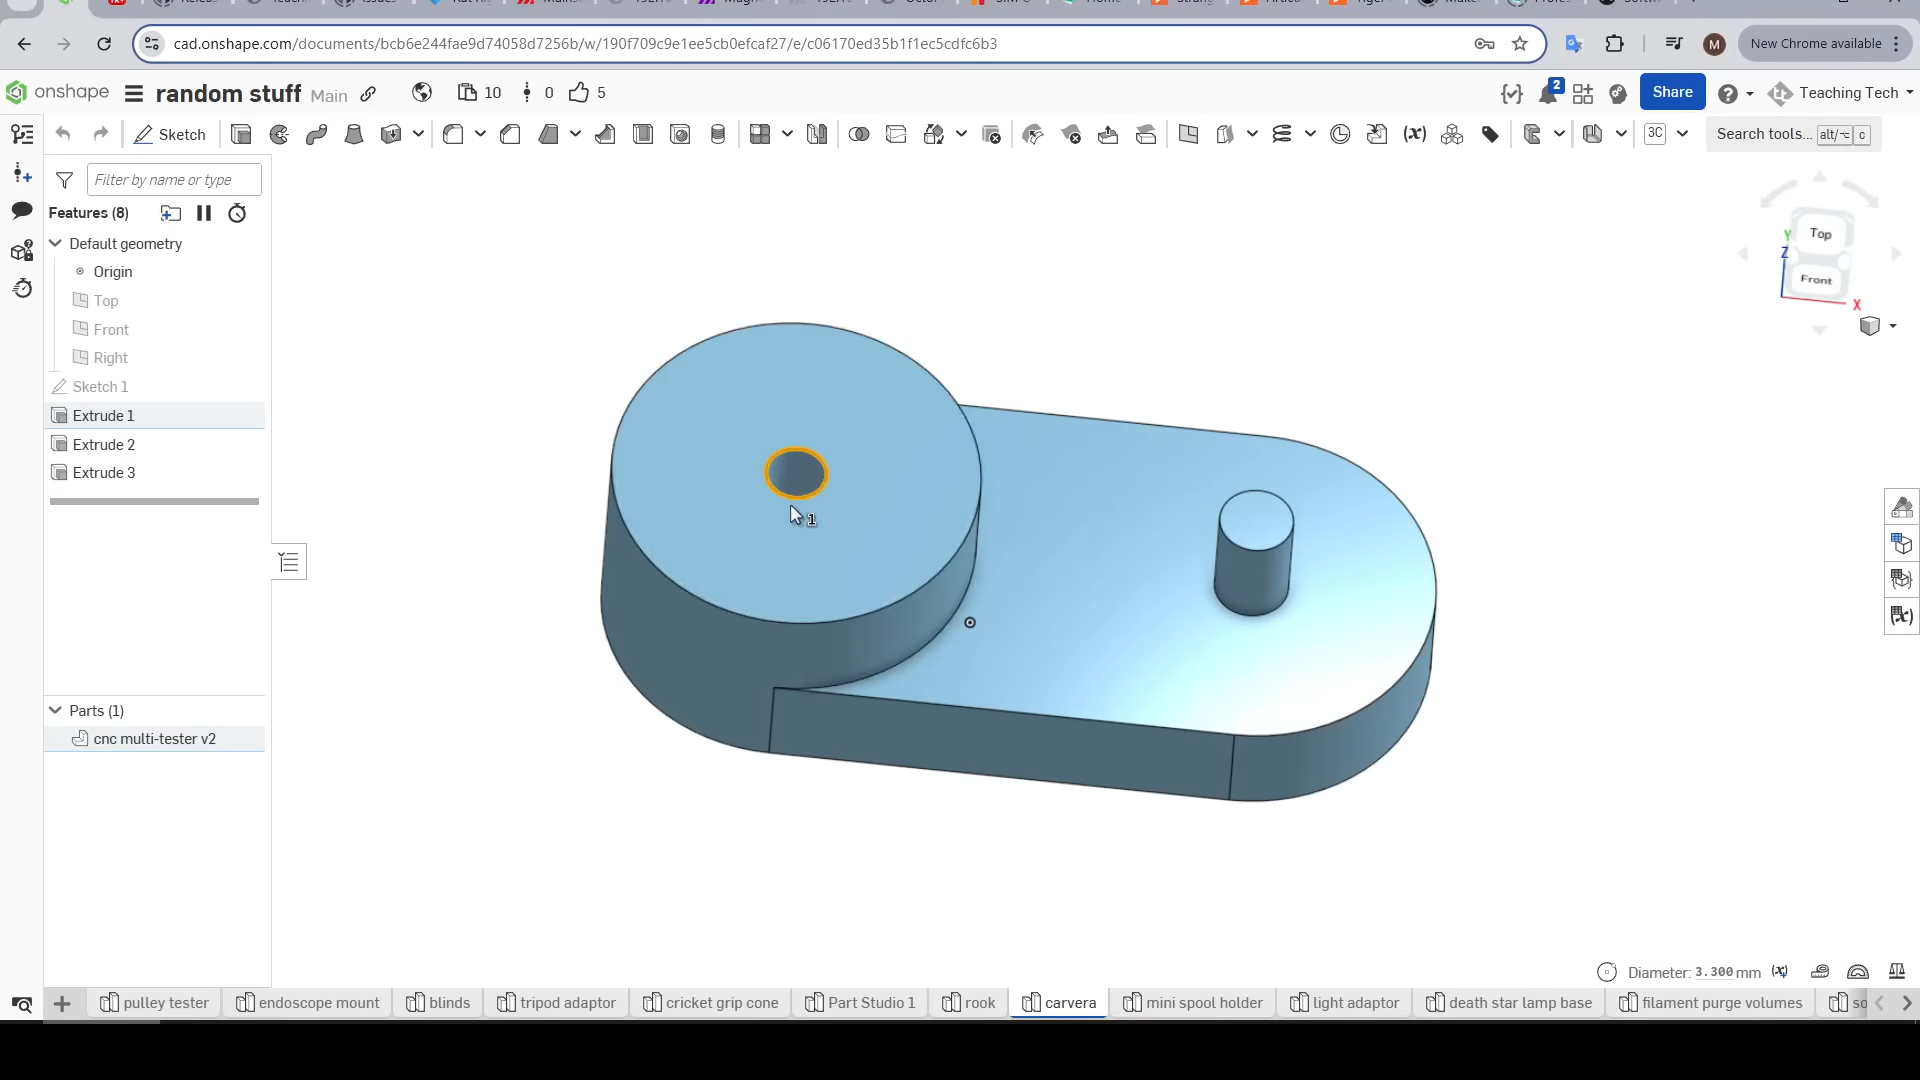 cad.onshape.com/documents/bcb6e244fae9d74058d7256b/w/190f709c9e1ee5cb0efcaf27/e/c06170ed35b1f1ec5cdfc6b3
M
New Chrome available
onshape
random stuff Main
10
0
5
2
Share
Teaching Tech
Sketch
3C
Search tools... alt/⌥ c
Filter by name or type
Features (8)
Default geometry
Origin
Top
Front
Right
Sketch 1
Extrude 1
Extrude 2
Extrude 3
Parts (1)
cnc multi-tester v2
Top
Front
Y
Z
X
1
Diameter: 3.300 mm
pulley tester
endoscope mount
blinds
tripod adaptor
cricket grip cone
Part Studio 1
rook
carvera
mini spool holder
light adaptor
death star lamp base
filament purge volumes